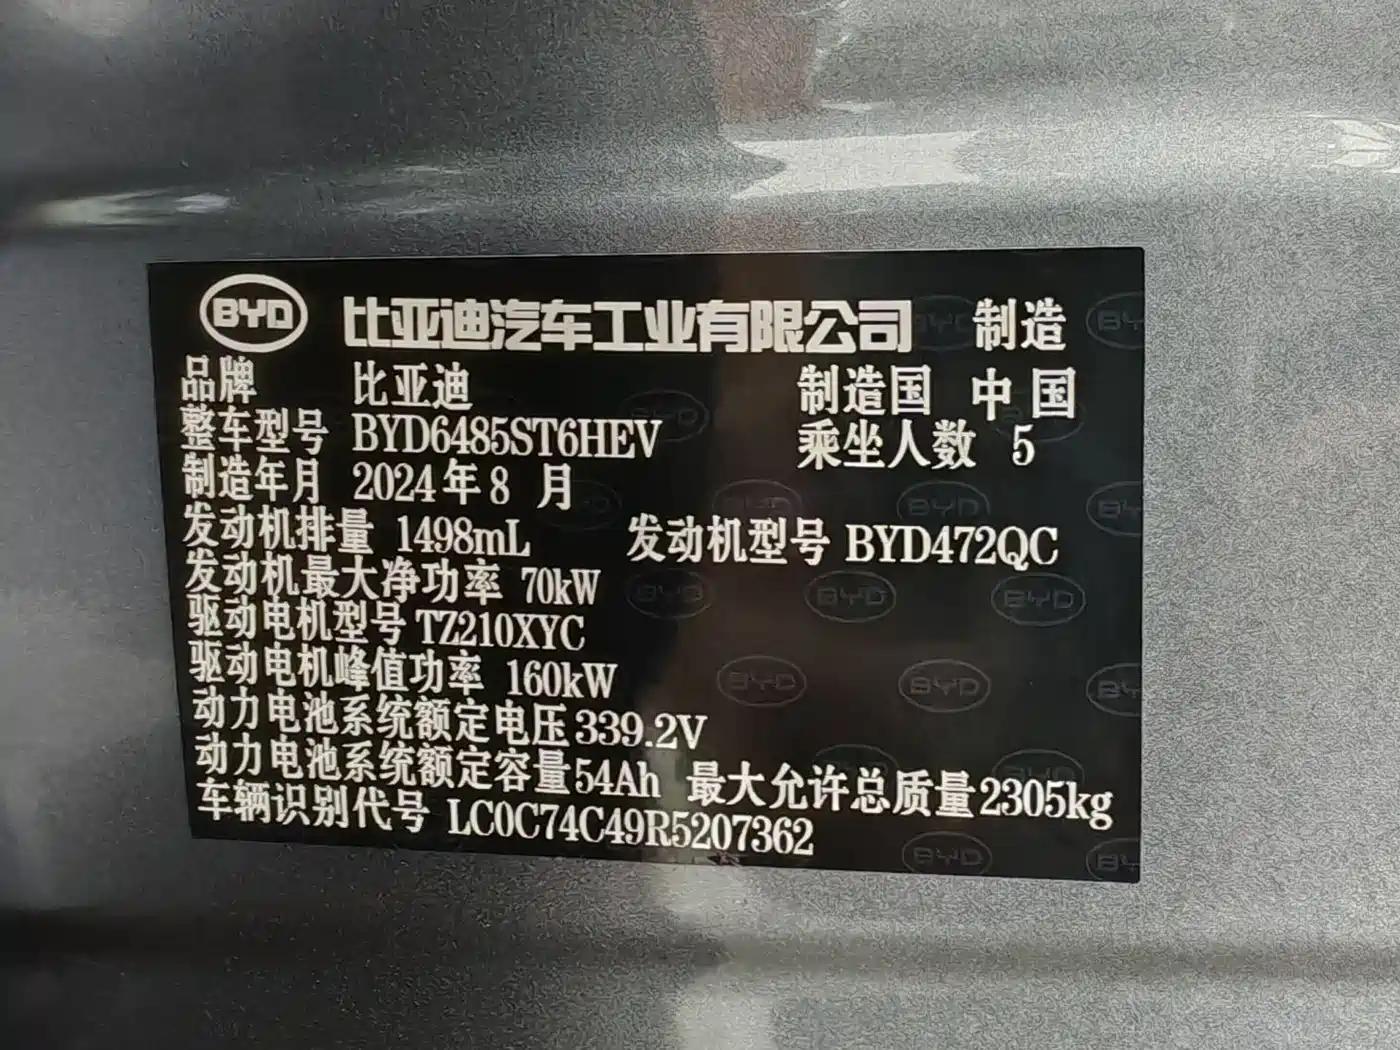 BYD 比亚迪汽车工业有限公司 制造
品牌 比亚迪 制造国 中国
整车型号 BYD6485ST6HEV 乘坐人数 5
制造年月 2024年8月
发动机排量 1498mL 发动机型号 BYD472QC
发动机最大净功率 70kW
驱动电机型号 TZ210XYC
驱动电机峰值功率 160kW
动力电池系统额定电压 339.2V
动力电池系统额定容量 54Ah 最大允许总质量 2305kg
车辆识别代号 LC0C74C49R5207362